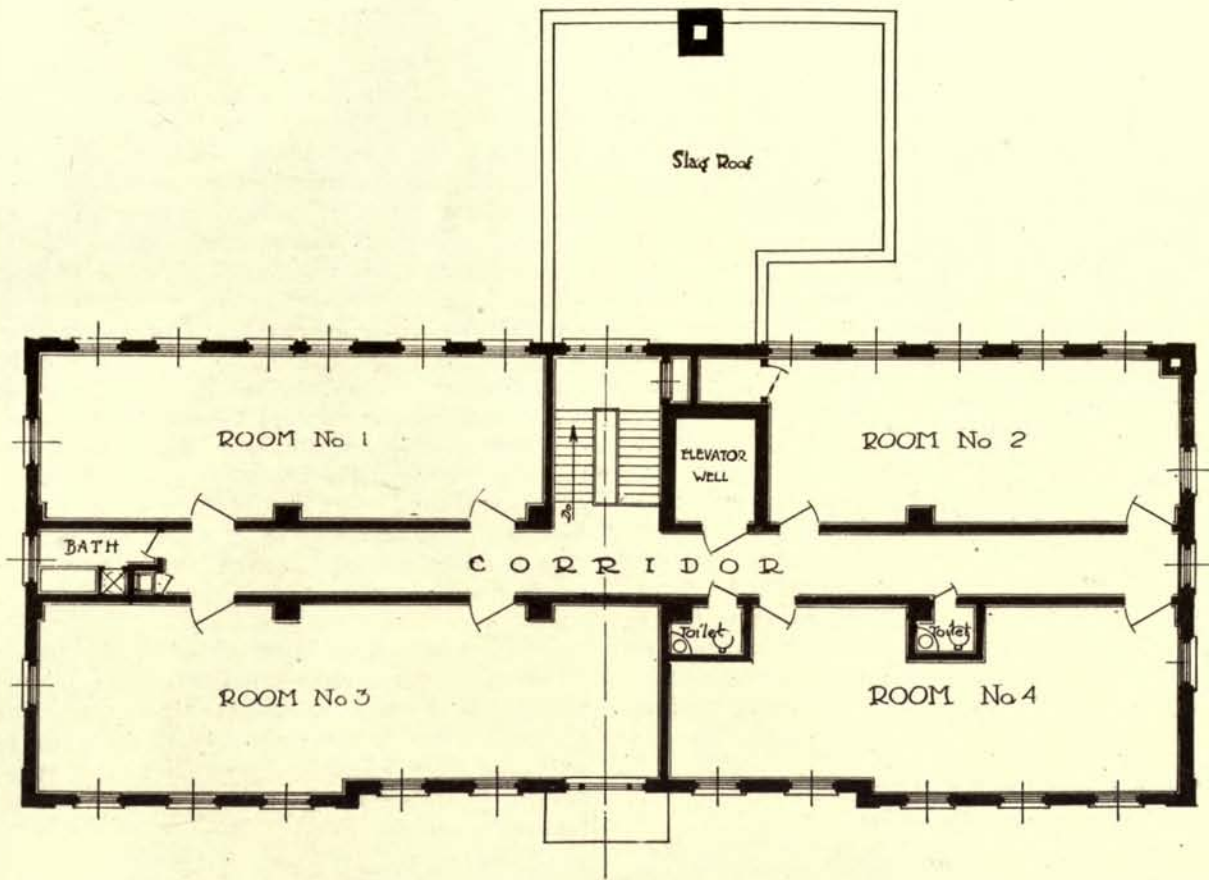 Slag Roof
ROOM No 1
ROOM No 2
ELEVATOR
WELL
BATH
CORRIDOR
Toilet
Toilet
ROOM No 3
ROOM No 4